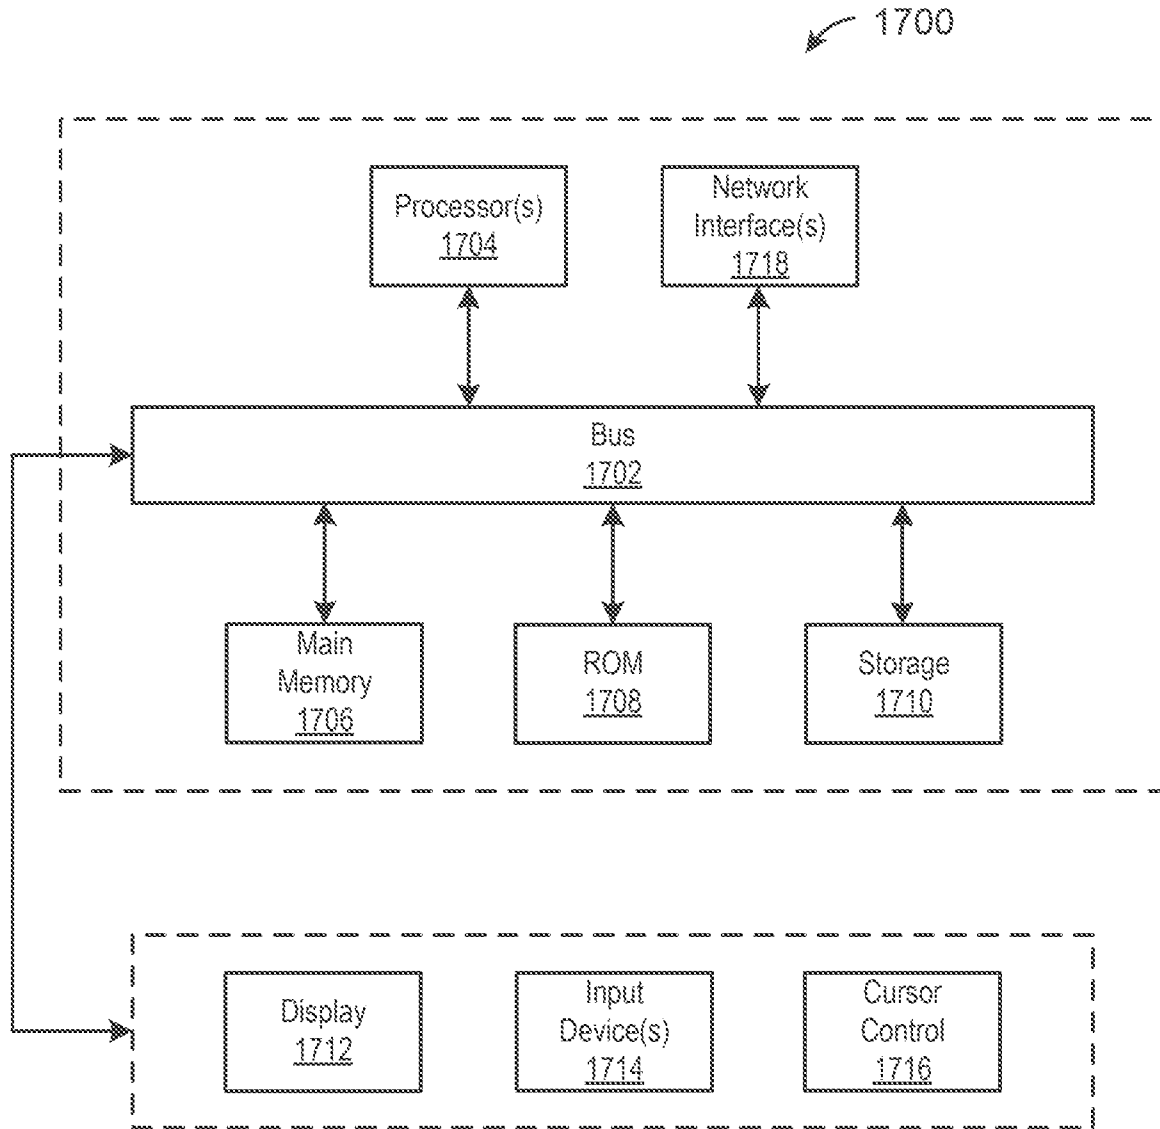 1700
Processor(s)
1704
Network
Interface(s)
1718
Bus
1702
Main
Memory
1706
ROM
1708
Storage
1710
Display
1712
Input
Device(s)
1714
Cursor
Control
1716